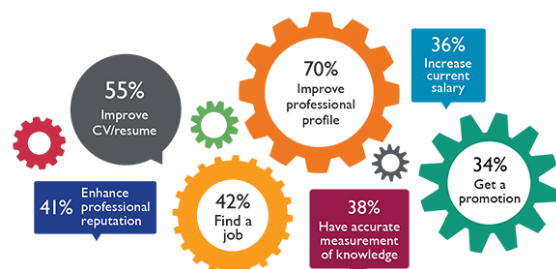 55%
Improve
CV/resume
70%
Improve
professional
profile
36%
Increase
current
salary
41%
Enhance
professional
reputation
42%
Find a
job
38%
Have accurate
measurement
of knowledge
34%
Get a
promotion